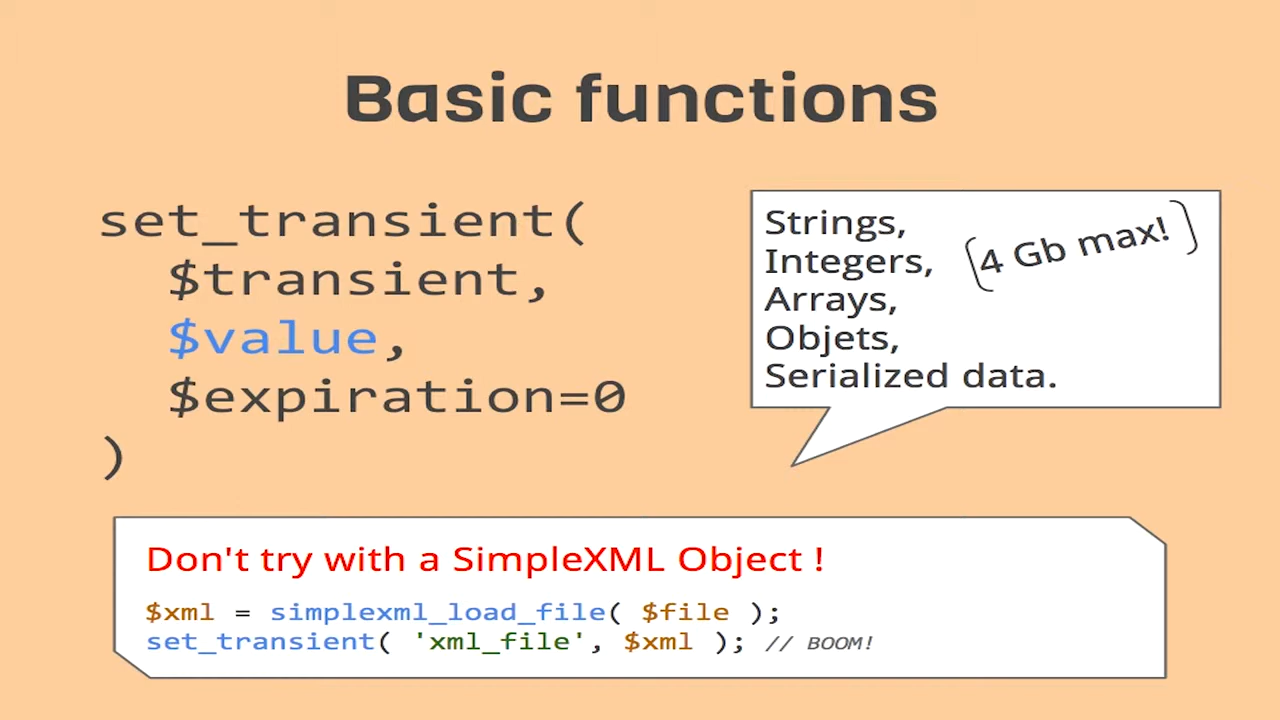 Basic functions
set_transient(
$transient,
$value,
$expiration=0
)
Strings,
Integers,
Arrays,
Objets,
Serialized data.
(4 Gb max!)
Don't try with a SimpleXML Object !
$xml = simplexml_load_file( $file );
set_transient( 'xml_file', $xml ); // BOOM!